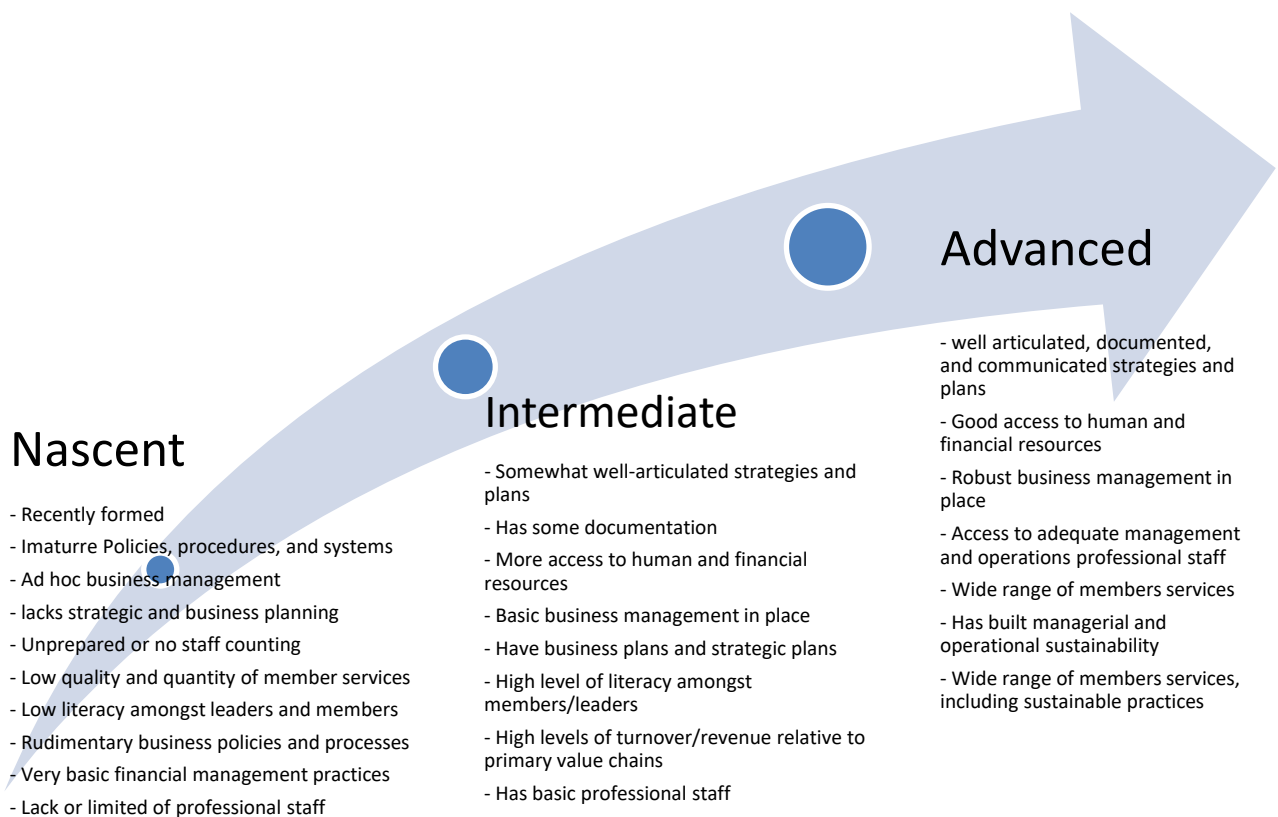 Nascent
- Recently formed
- Imaturre Policies, procedures, and systems
- Ad hoc business management
- lacks strategic and business planning
- Unprepared or no staff counting
- Low quality and quantity of member services
- Low literacy amongst leaders and members
- Rudimentary business policies and processes
- Very basic financial management practices
- Lack or limited of professional staff
Intermediate
- Somewhat well-articulated strategies and
plans
- Has some documentation
- More access to human and financial
resources
- Basic business management in place
- Have business plans and strategic plans
- High level of literacy amongst
members/leaders
- High levels of turnover/revenue relative to
primary value chains
- Has basic professional staff
Advanced
- well articulated, documented,
and communicated strategies and
plans
- Good access to human and
financial resources
- Robust business management in
place
- Access to adequate management
and operations professional staff
- Wide range of members services
- Has built managerial and
operational sustainability
- Wide range of members services,
including sustainable practices